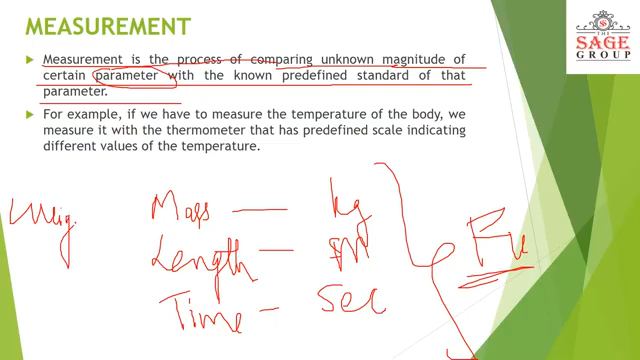 MEASUREMENT
THE
SAGE
GROUP
Measurement is the process of comparing unknown magnitude of
certain parameter with the known predefined standard of that
parameter.
For example, if we have to measure the temperature of the body, we
measure it with the thermometer that has predefined scale indicating
different values of the temperature.
Mass — kg
Length — m
Time — Sec